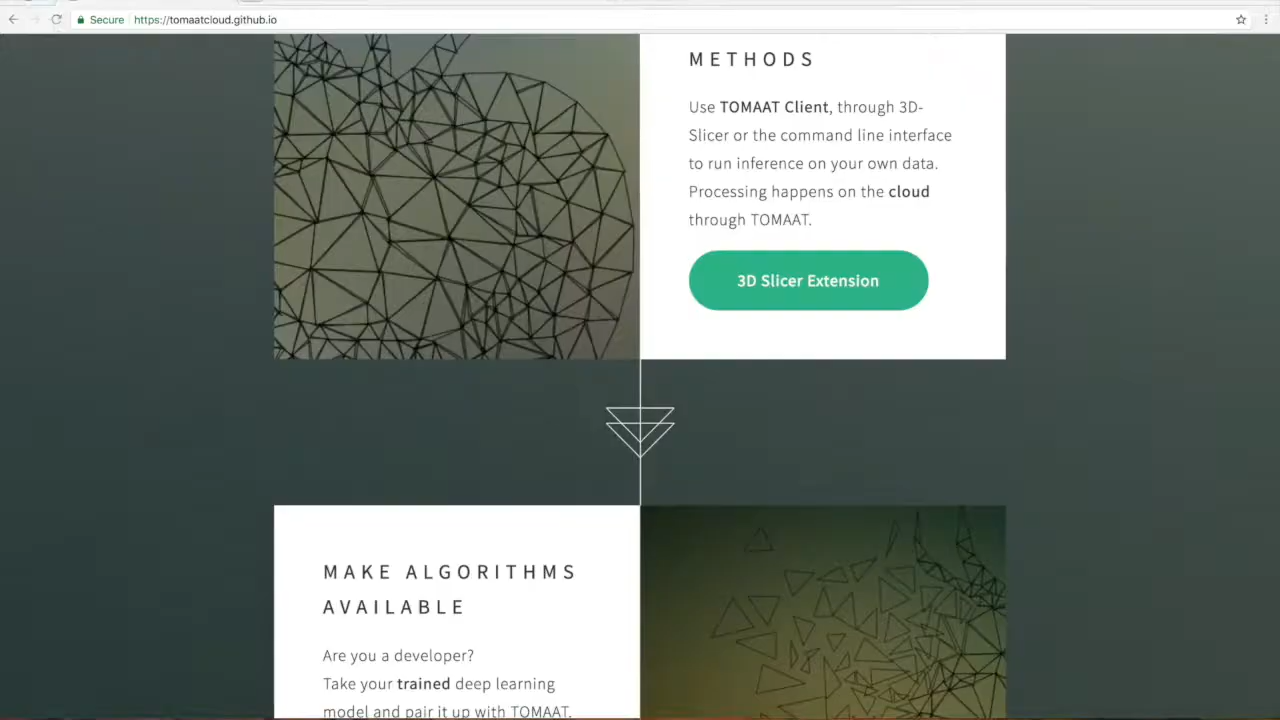 Secure
https://tomaatcloud.github.io
METHODS
Use TOMAAT Client, through 3D-
Slicer or the command line interface
to run inference on your own data.
Processing happens on the cloud
through TOMAAT.
3D Slicer Extension
MAKE ALGORITHMS
AVAILABLE
Are you a developer?
Take your trained deep learning
model and pair it up with TOMAAT.